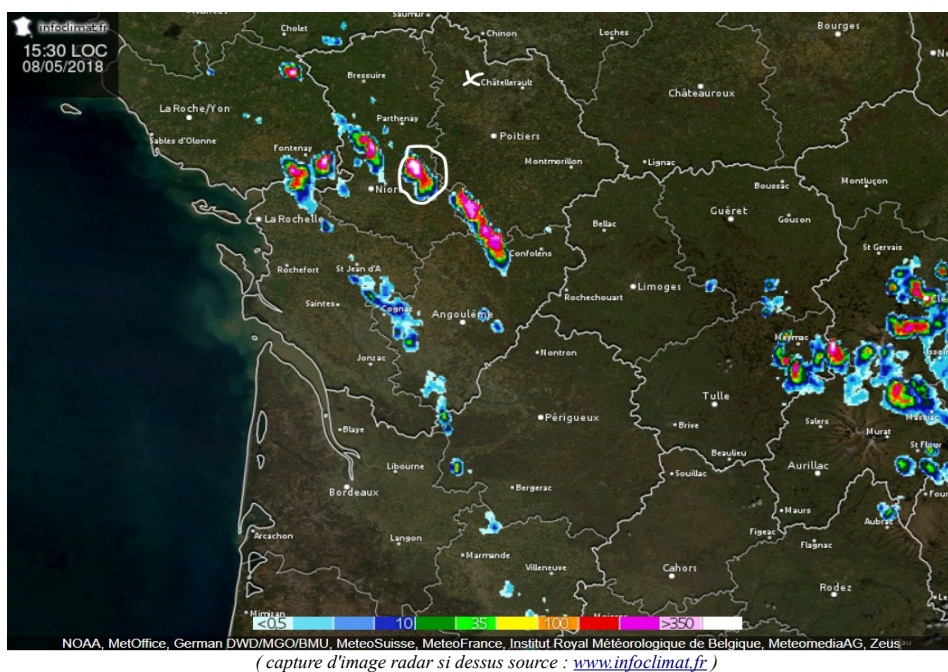 infoclimat.fr
15:30 LOC
08/05/2018
Saumur
Cholet
Chinon
Loches
Bourges
Bressuire
Châtellerault
Châteauroux
La Roche/Yon
Parthenay
Poitiers
Sables d'Olonne
Fontenay
Montmorillon
Lignac
Niort
Boussac
Montluçon
La Rochelle
Bellac
Guéret
Gouzon
Confolens
St Gervais
Rochefort
St Jean d'A
Limoges
Saintes
Rochechouart
Cognac
Angoulême
Meymac
Jonzac
Nontron
Tulle
Périgueux
Massiac
Blaye
Brive
Salers
Murat
St Flour
Libourne
Beaulieu
Aurillac
Souillac
Bordeaux
Bergerac
Maurs
Aubrac
Arcachon
Langon
Figeac
Flagnac
Marmande
Villeneuve
Cahors
Rodez
Mimizan
<0,5 10 35 100 >350
NOAA, MetOffice, German DWD/MGO/BMU, MeteoSuisse, MeteoFrance, Institut Royal Météorologique de Belgique, MeteomediaAG, Zeus
( capture d'image radar si dessus source : www.infoclimat.fr )